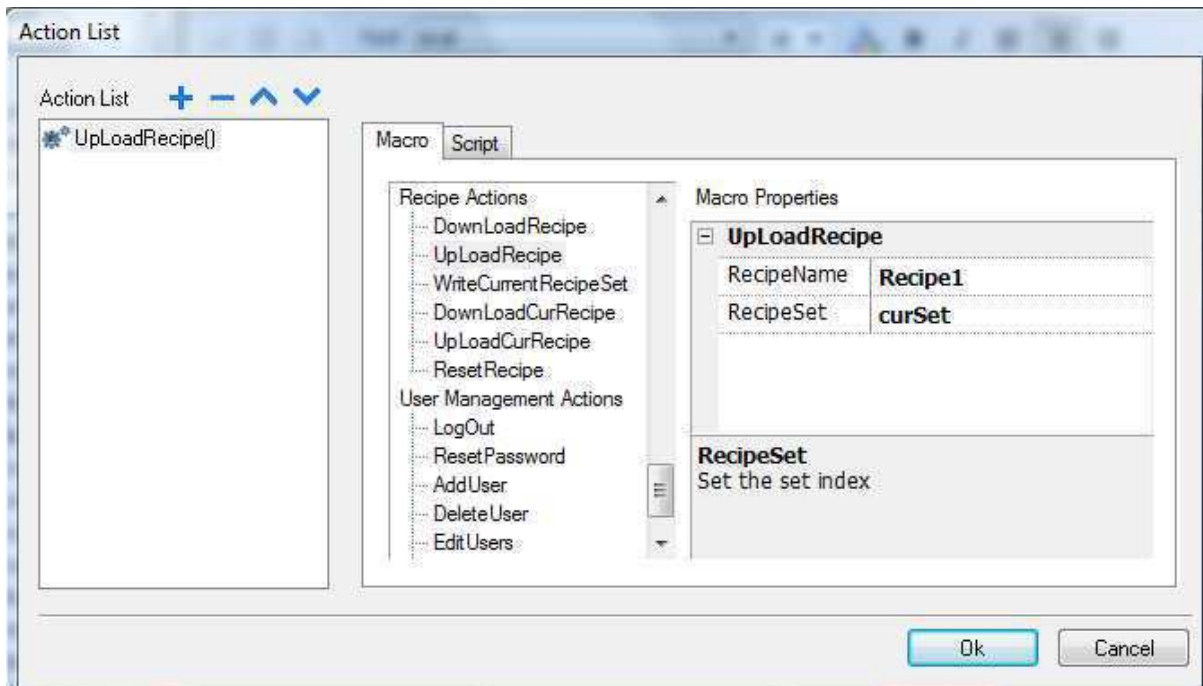 Action List
Action List
UpLoadRecipe()
Macro
Script
Recipe Actions
DownLoadRecipe
UpLoadRecipe
WriteCurrentRecipeSet
DownLoadCurRecipe
UpLoadCurRecipe
ResetRecipe
User Management Actions
LogOut
ResetPassword
AddUser
DeleteUser
EditUsers
Macro Properties
UpLoadRecipe
RecipeName Recipe1
RecipeSet curSet
RecipeSet
Set the set index
Ok Cancel